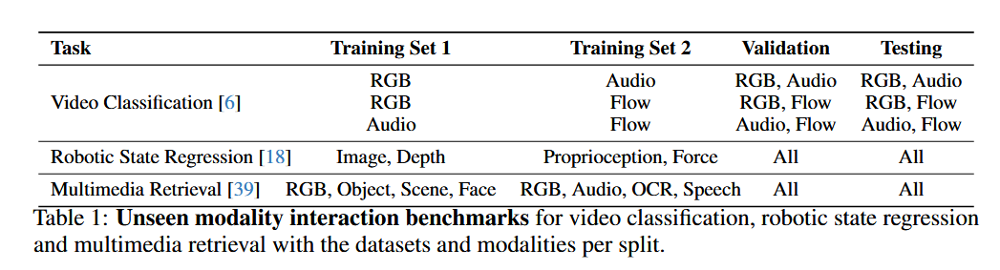 Task Training Set 1 Training Set 2 Validation Testing
RGB Audio RGB, Audio RGB, Audio
Video Classification [6] RGB Flow RGB, Flow RGB, Flow
Audio Flow Audio, Flow Audio, Flow
Robotic State Regression [18] Image, Depth Proprioception, Force All All
Multimedia Retrieval [39] RGB, Object, Scene, Face RGB, Audio, OCR, Speech All All
Table 1: Unseen modality interaction benchmarks for video classification, robotic state regression
and multimedia retrieval with the datasets and modalities per split.